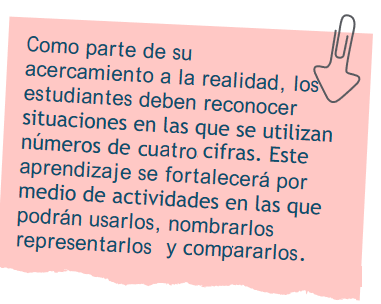 Como parte de su
acercamiento a la realidad, los
estudiantes deben reconocer
situaciones en las que se utilizan
números de cuatro cifras. Este
aprendizaje se fortalecerá por
medio de actividades en las que
podrán usarlos, nombrarlos
representarlos y compararlos.